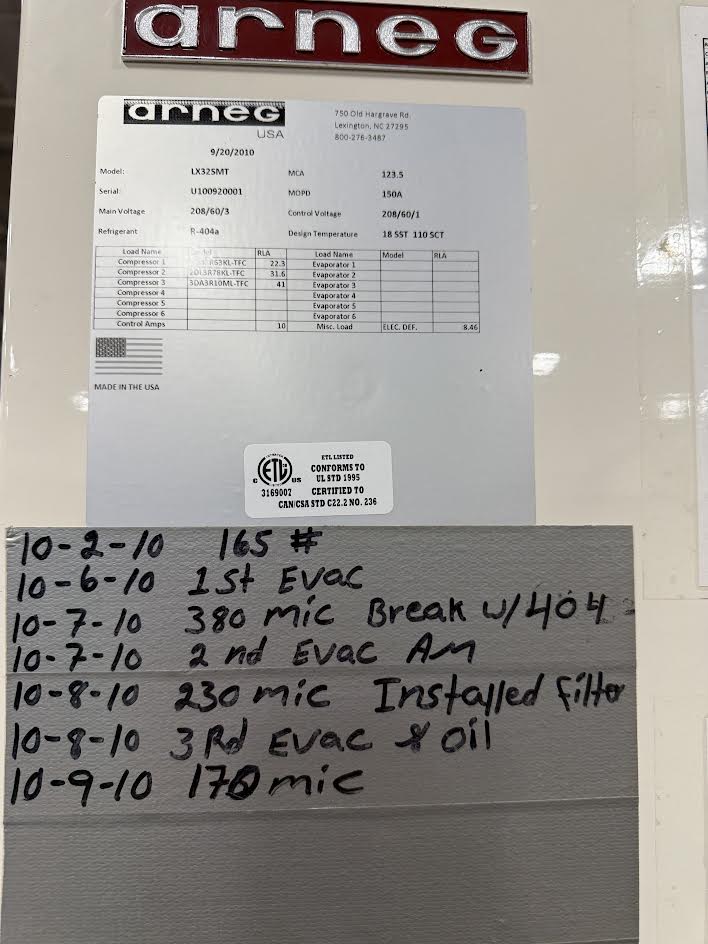 arneg
arneg
USA
750 Old Hargrave Rd.
Lexington, NC 27295
800-276-3487
9/20/2010
Model: LX32SMT MCA 123.5
Serial: U100920001 MOPD 150A
Main Voltage 208/60/3 Control Voltage 208/60/1
Refrigerant R-404a Design Temperature 18 SST 110 SCT
Load Name Model RLA Load Name Model RLA
Compressor 1 22.3 Evaporator 1
Compressor 2 31.6 Evaporator 2
Compressor 3 3DA3R10ML-TFC 41 Evaporator 3
Compressor 4 Evaporator 4
Compressor 5 Evaporator 5
Compressor 6 Evaporator 6
Control Amps 10 Misc. Load ELEC. DEF. 8.46
MADE IN THE USA
ETL LISTED
CONFORMS TO
UL STD 1995
CERTIFIED TO
CAN/CSA STD C22.2 NO. 236
C ETL US
3169007
10-2-10 165 #
10-6-10 1st Evac
10-7-10 380 mic Break w/404
10-7-10 2nd Evac Am
10-8-10 230 mic Installed filter
10-8-10 3Rd Evac & oil
10-9-10 170 mic